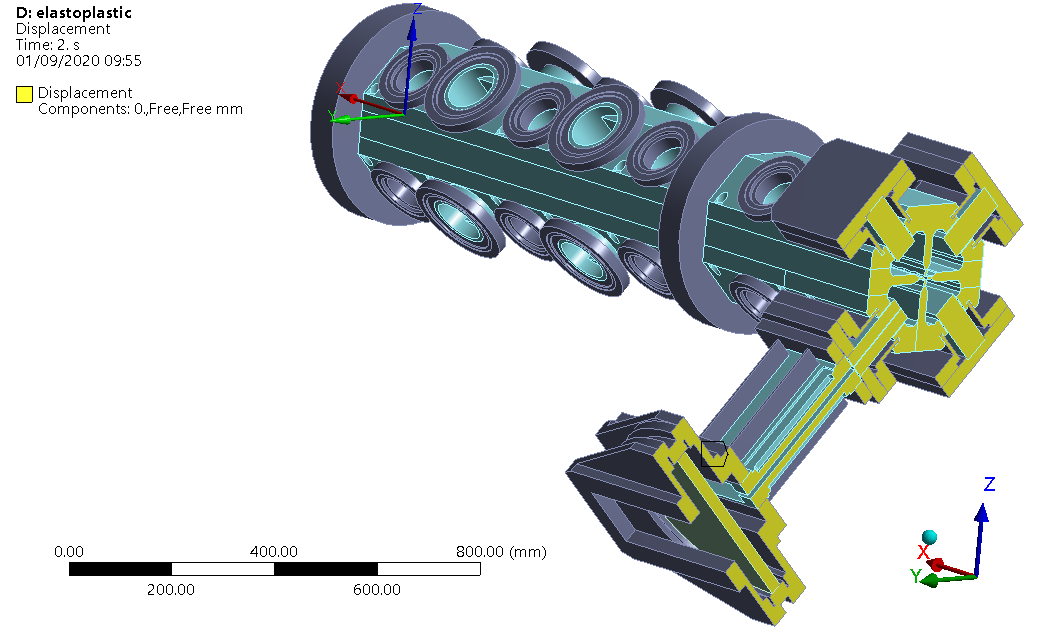 D: elastoplastic
Displacement
Time: 2. s
01/09/2020 09:55
Displacement
Components: 0.,Free,Free mm
Z
X
Y
Z
X
Y
0.00 400.00 800.00 (mm)
200.00 600.00